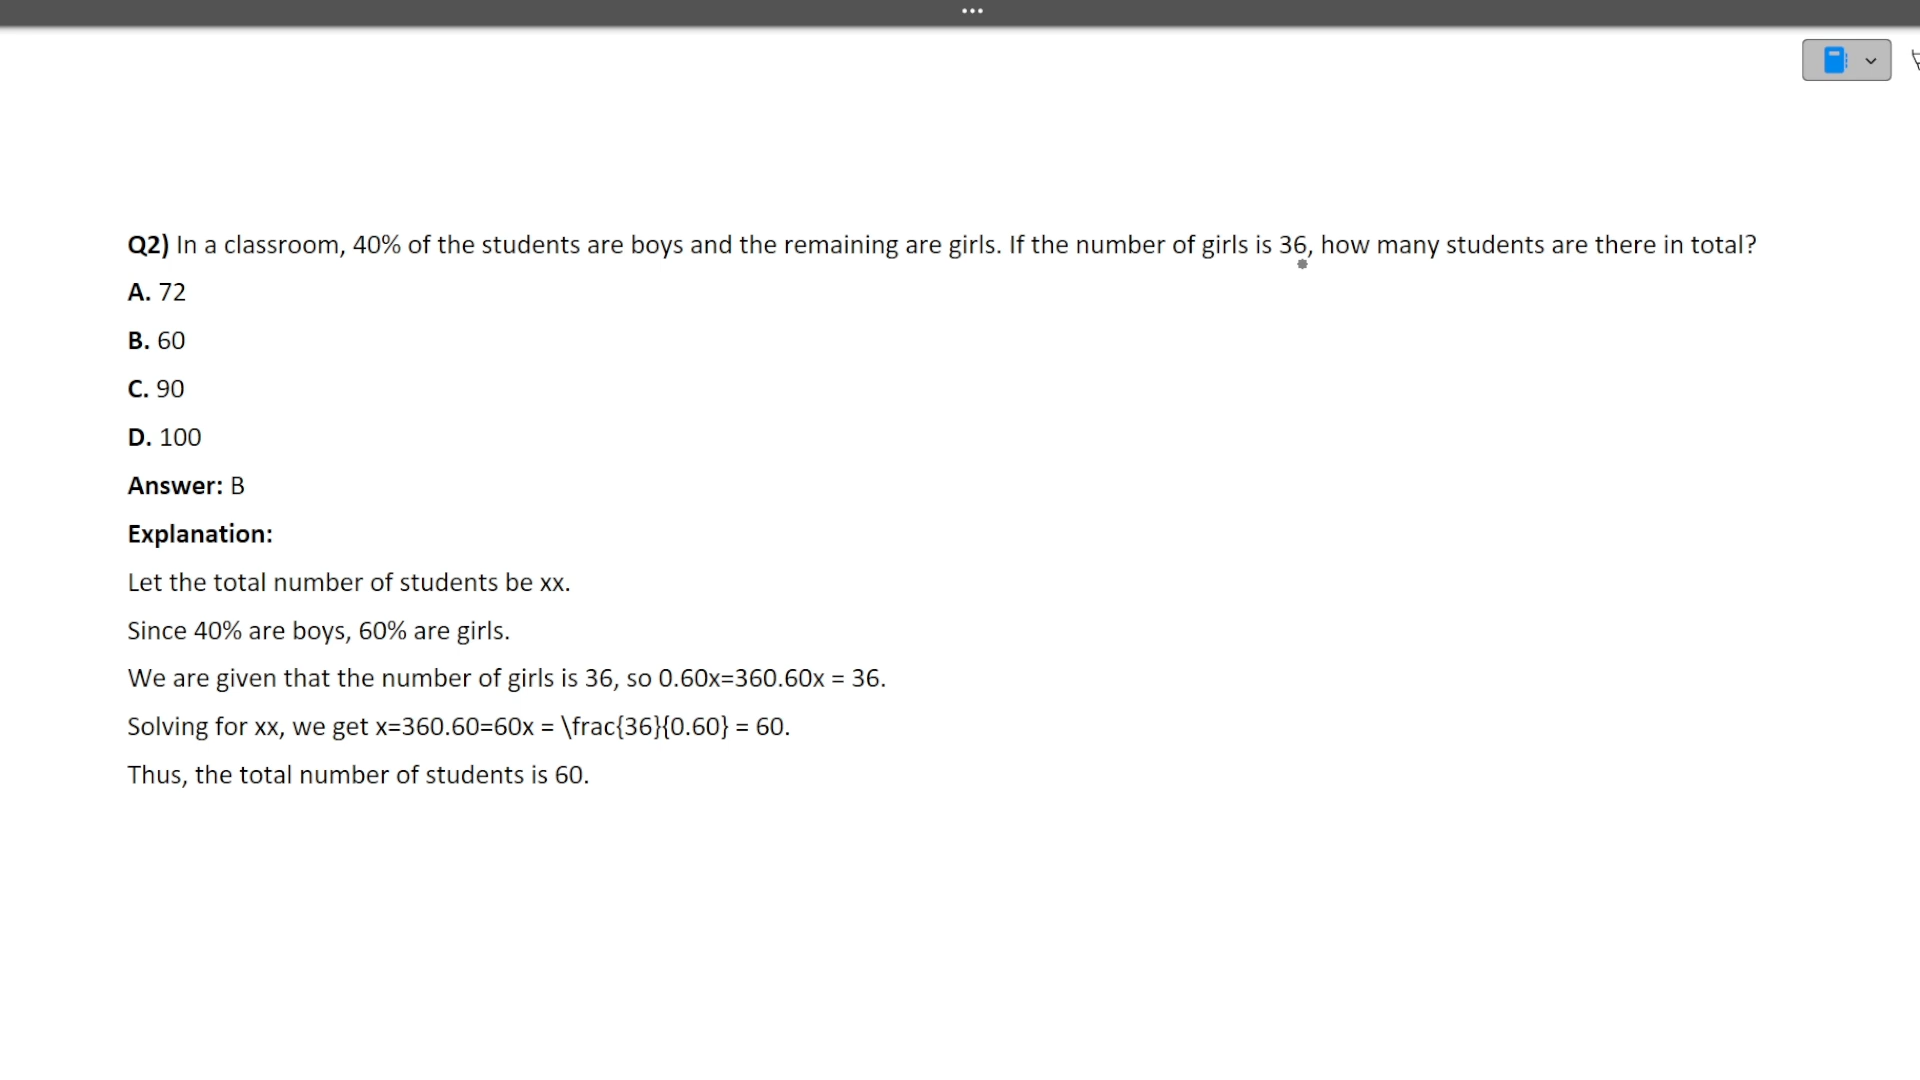 Q2) In a classroom, 40% of the students are boys and the remaining are girls. If the number of girls is 36, how many students are there in total?
A. 72
B. 60
C. 90
D. 100
Answer: B
Explanation:
Let the total number of students be xx.
Since 40% are boys, 60% are girls.
We are given that the number of girls is 36, so 0.60x=360.60x = 36.
Solving for xx, we get x=360.60=60x = \frac{36}{0.60} = 60.
Thus, the total number of students is 60.